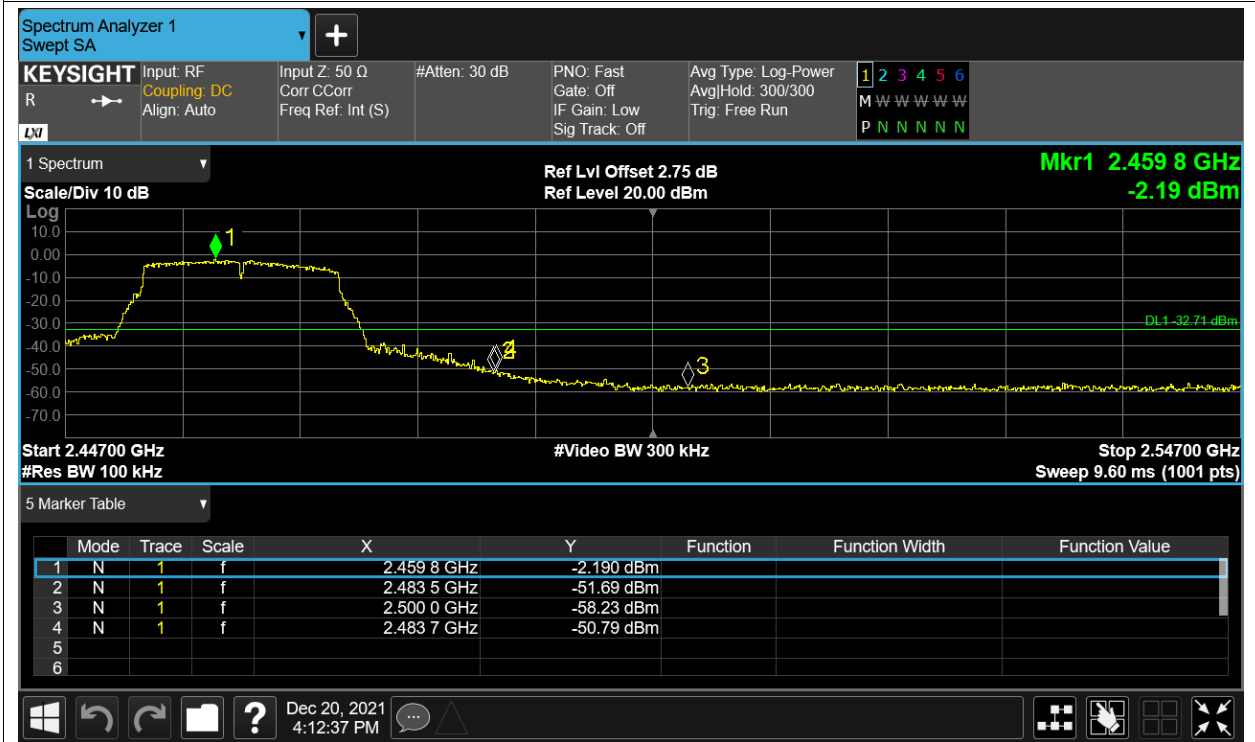 Spectrum Analyzer 1
Swept SA
+
KEYSIGHT Input: RF Input Z: 50 Ω #Atten: 30 dB PNO: Fast Avg Type: Log-Power 1 2 3 4 5 6
R Coupling: DC Corr CCorr Gate: Off Avg|Hold: 300/300 M W W W W W
Align: Auto Freq Ref: Int (S) IF Gain: Low Trig: Free Run
LXI Sig Track: Off P N N N N N
1 Spectrum Ref Lvl Offset 2.75 dB Mkr1 2.459 8 GHz
Scale/Div 10 dB Ref Level 20.00 dBm -2.19 dBm
Log
10.0
1
0.00
-10.0
-20.0
-30.0 DL1 -32.71 dBm
-40.0
2 4
-50.0
3
-60.0
-70.0
Start 2.44700 GHz #Video BW 300 kHz Stop 2.54700 GHz
#Res BW 100 kHz Sweep 9.60 ms (1001 pts)
5 Marker Table
Mode Trace Scale X Y Function Function Width Function Value
1 N 1 f 2.459 8 GHz -2.190 dBm
2 N 1 f 2.483 5 GHz -51.69 dBm
3 N 1 f 2.500 0 GHz -58.23 dBm
4 N 1 f 2.483 7 GHz -50.79 dBm
5
6
? Dec 20, 2021
4:12:37 PM